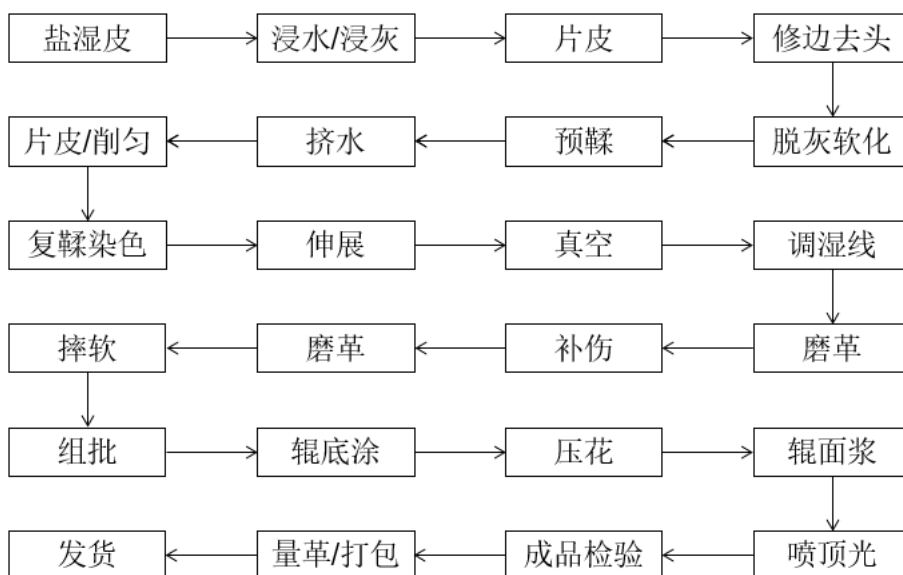 盐湿皮
浸水/浸灰
片皮
修边去头
脱灰软化
预鞣
挤水
片皮/削匀
复鞣染色
伸展
真空
调湿线
磨革
补伤
磨革
摔软
组批
辊底涂
压花
辊面浆
喷顶光
成品检验
量革/打包
发货